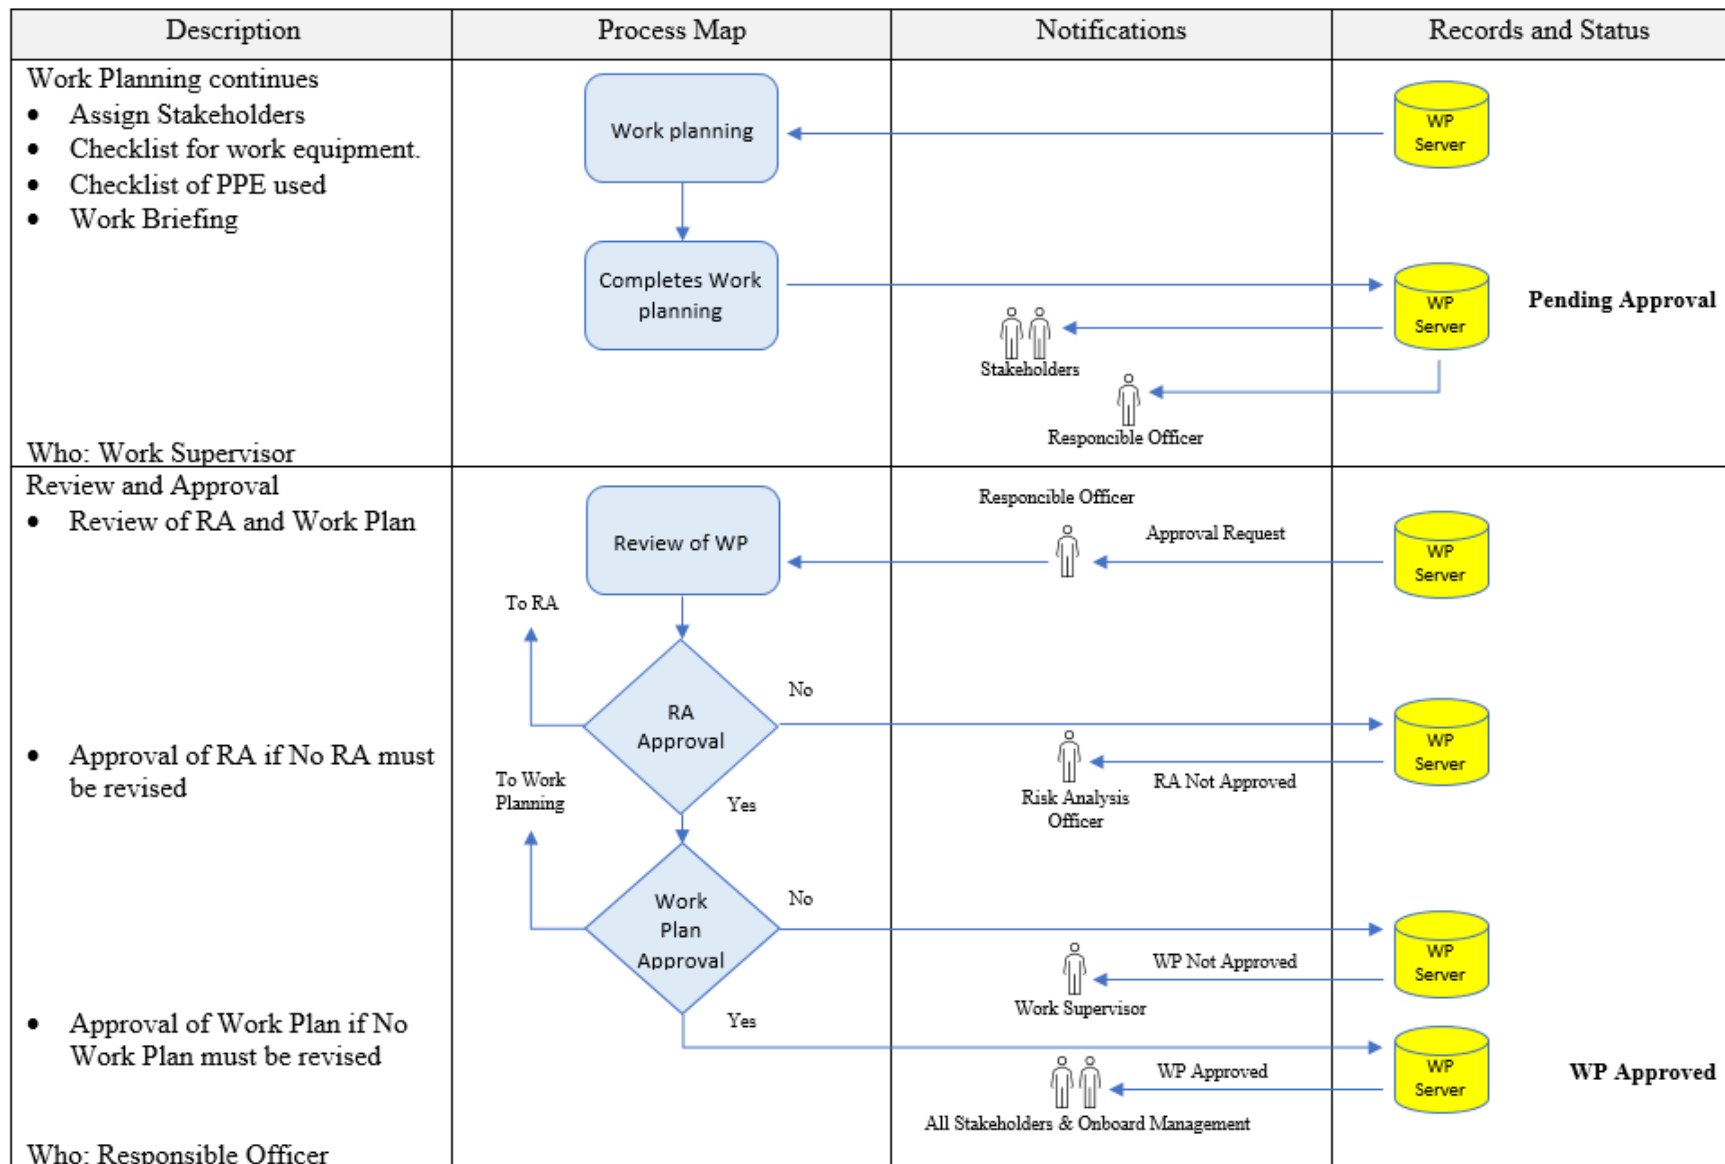 Description
Process Map
Notifications
Records and Status
Work Planning continues
• Assign Stakeholders
• Checklist for work equipment.
• Checklist of PPE used
• Work Briefing
Who: Work Supervisor
Work planning
WP
Server
Completes Work
planning
WP
Server
Pending Approval
Stakeholders
Responcible Officer
Review and Approval
• Review of RA and Work Plan
• Approval of RA if No RA must
be revised
• Approval of Work Plan if No
Work Plan must be revised
Who: Responsible Officer
Review of WP
Responcible Officer
Approval Request
WP
Server
To RA
RA
Approval
No
Yes
WP
Server
RA Not Approved
Risk Analysis
Officer
To Work
Planning
Work
Plan
Approval
No
Yes
WP
Server
WP Not Approved
Work Supervisor
WP
Server
WP Approved
WP Approved
All Stakeholders & Onboard Management